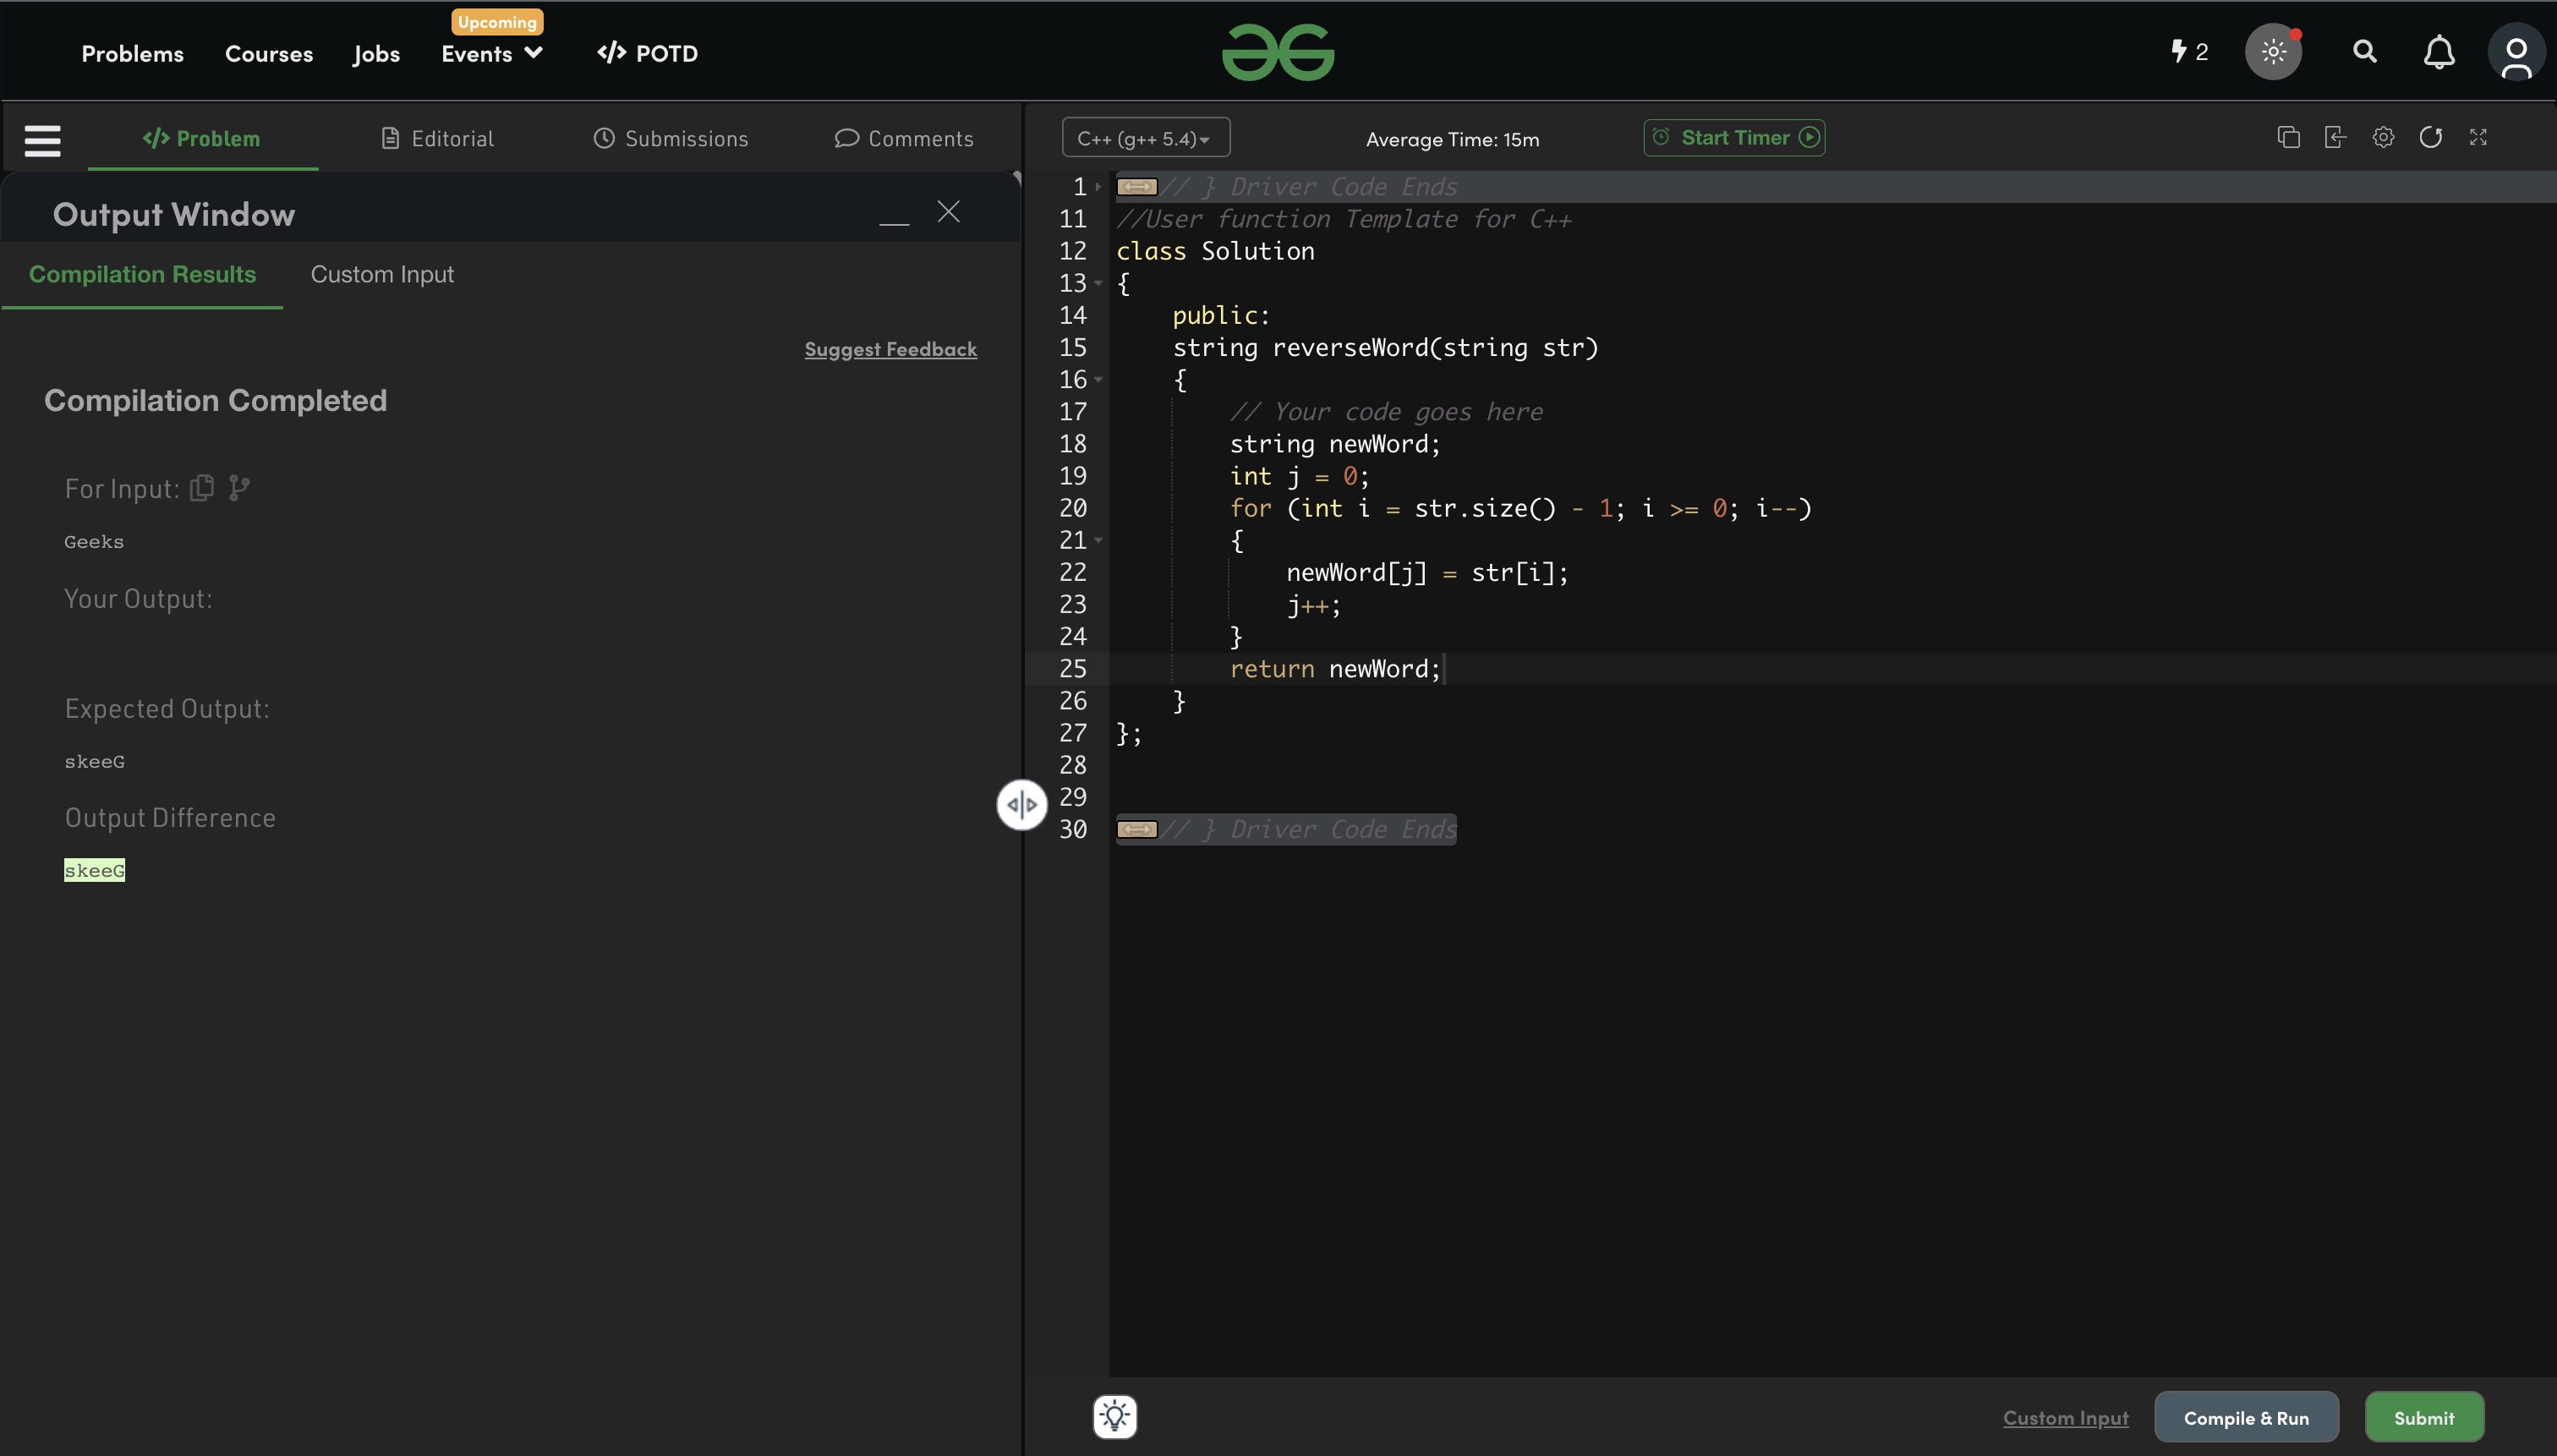 Upcoming
Problems Courses Jobs Events </> POTD
2
</> Problem Editorial Submissions Comments
C++ (g++ 5.4) Average Time: 15m Start Timer
Output Window
Compilation Results Custom Input
Suggest Feedback
Compilation Completed
For Input:
Geeks
Your Output:
Expected Output:
skeeG
Output Difference
skeeG
1 // } Driver Code Ends
11 //User function Template for C++
12 class Solution
13 {
14 public:
15 string reverseWord(string str)
16 {
17 // Your code goes here
18 string newWord;
19 int j = 0;
20 for (int i = str.size() - 1; i >= 0; i--)
21 {
22 newWord[j] = str[i];
23 j++;
24 }
25 return newWord;
26 }
27 };
28
29
30 // } Driver Code Ends
Custom Input Compile & Run Submit